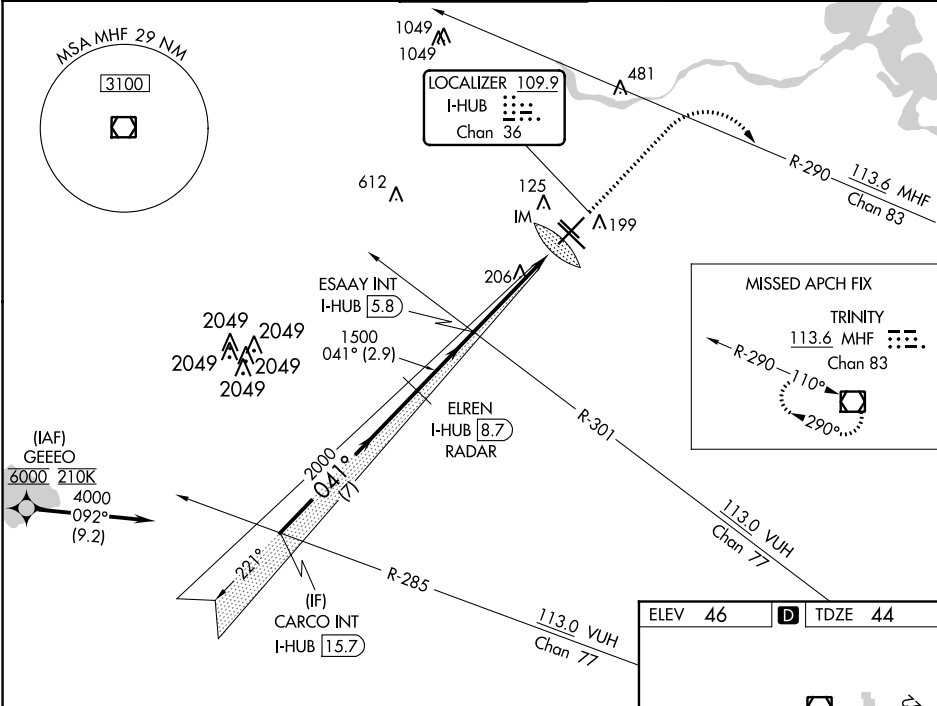 MSA MHF 29 NM
3100
1049
1049
LOCALIZER 109.9
I-HUB
Chan 36
481
R-290
113.6 MHF
Chan 83
612
125
IM
199
206
ESAAY INT
I-HUB 5.8
1500
041° (2.9)
2049
2049
2049
2049
2049
ELREN
I-HUB 8.7
RADAR
MISSED APCH FIX
TRINITY
113.6 MHF
Chan 83
R-290
110°
290°
R-301
113.0 VUH
Chan 77
(IAF)
GEEEO
6000 210K
4000
092°
(9.2)
2000
041°
(7)
221°
(IF)
CARCO INT
I-HUB 15.7
R-285
113.0 VUH
Chan 77
ELEV 46
D
TDZE 44